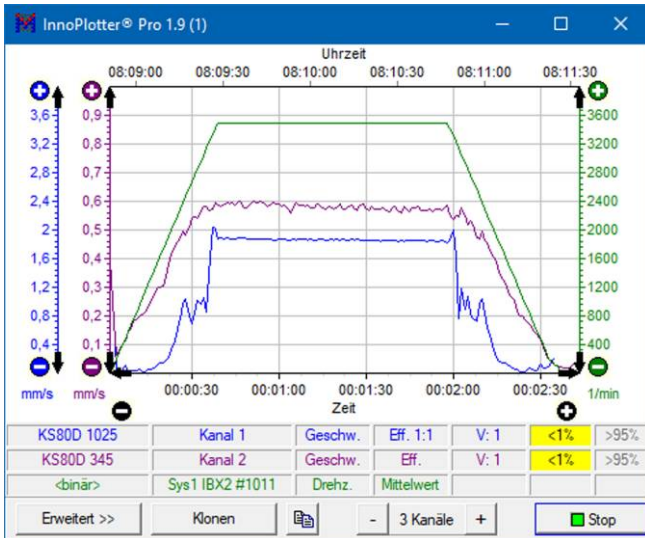 InnoPlotter® Pro 1.9 (1)
Uhrzeit
08:09:00 08:09:30 08:10:00 08:10:30 08:11:00 08:11:30
3,6 0,9 3600
3,2 0,8 3200
2,8 0,7 2800
2,4 0,6 2400
2 0,5 2000
1,6 0,4 1600
1,2 0,3 1200
0,8 0,2 800
0,4 0,1 400
mm/s mm/s 00:00:30 00:01:00 00:01:30 00:02:00 00:02:30 1/min
Zeit
KS80D 1025 Kanal 1 Geschw. Eff. 1:1 V: 1 <1% >95%
KS80D 345 Kanal 2 Geschw. Eff. V: 1 <1% >95%
<binär> Sys1 IBX2 #1011 Drehz. Mittelwert
Erweitert >> Klonen - 3 Kanäle + Stop